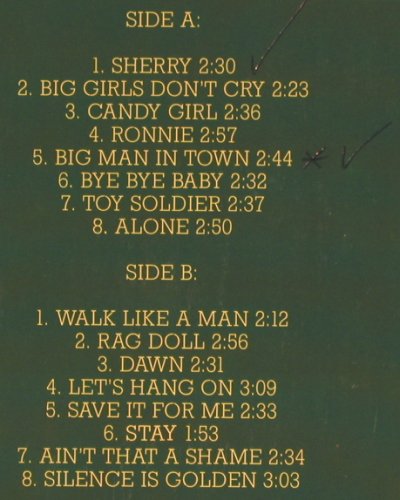 SIDE A:
1. SHERRY 2:30
2. BIG GIRLS DON'T CRY 2:23
3. CANDY GIRL 2:36
4. RONNIE 2:57
5. BIG MAN IN TOWN 2:44 *
6. BYE BYE BABY 2:32
7. TOY SOLDIER 2:37
8. ALONE 2:50
SIDE B:
1. WALK LIKE A MAN 2:12
2. RAG DOLL 2:56
3. DAWN 2:31
4. LET'S HANG ON 3:09
5. SAVE IT FOR ME 2:33
6. STAY 1:53
7. AIN'T THAT A SHAME 2:34
8. SILENCE IS GOLDEN 3:03